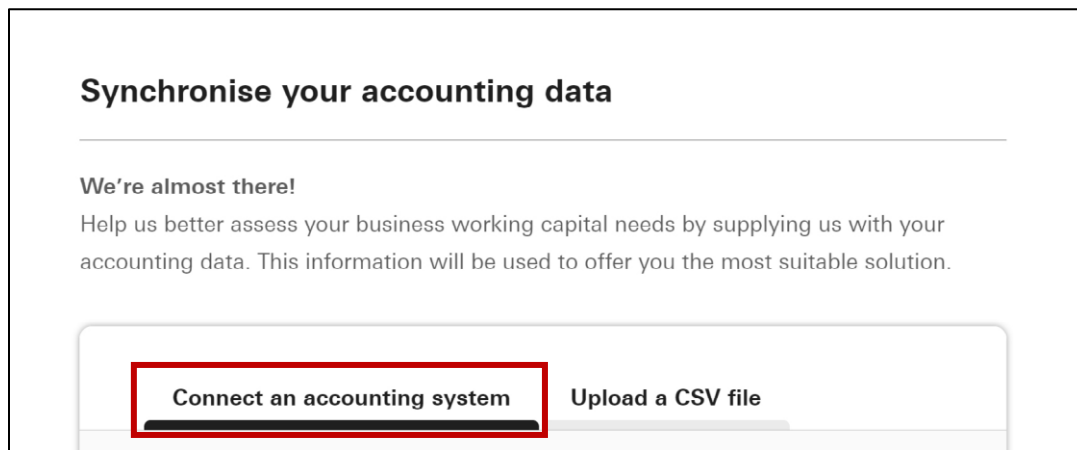 Synchronise your accounting data
We're almost there!
Help us better assess your business working capital needs by supplying us with your
accounting data. This information will be used to offer you the most suitable solution.
Connect an accounting system Upload a CSV file